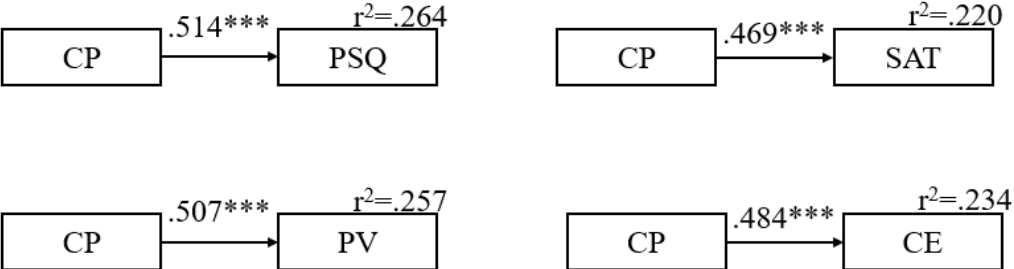 .514*** r²=.264
CP PSQ
.469*** r²=.220
CP SAT
.507*** r²=.257
CP PV
.484*** r²=.234
CP CE